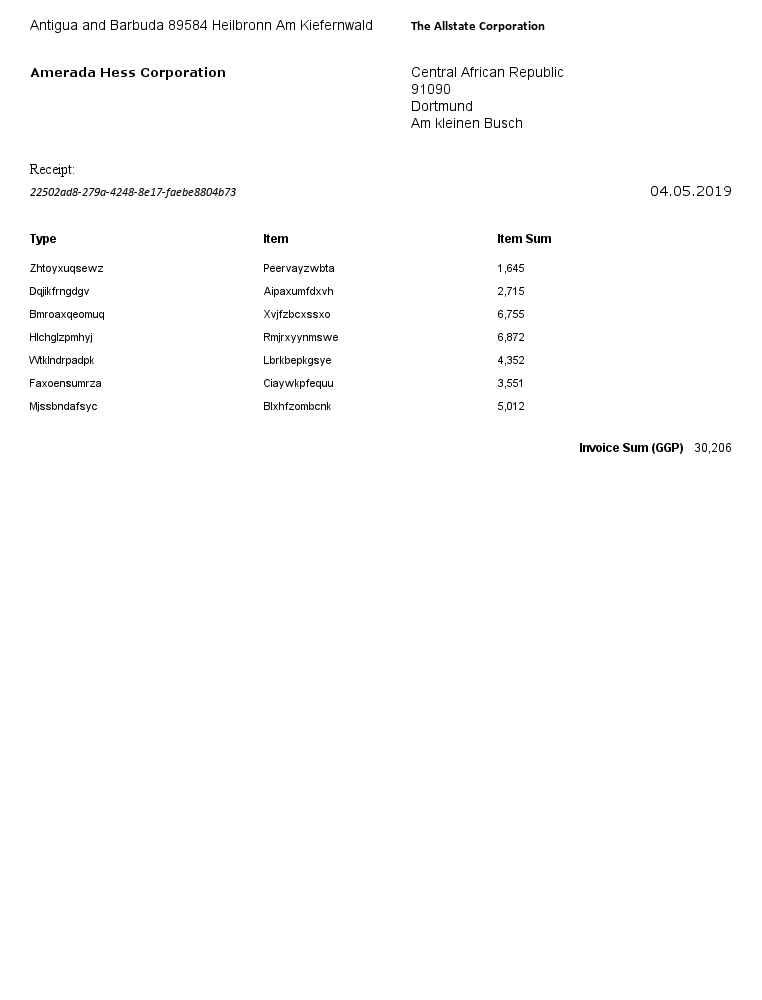 Antigua and Barbuda 89584 Heilbronn Am Kiefernwald
The Allstate Corporation
Amerada Hess Corporation
Central African Republic
91090
Dortmund
Am kleinen Busch
Receipt:
22502ad8-279a-4248-8e17-faebe8804b73
04.05.2019
Type Item Item Sum
Zhtoyxuqsewz Peervayzwbta 1,645
Dqjikfrngdgv Aipaxumfdxvh 2,715
Bmroaxqeomuq Xvjfzbcxssxo 6,755
Hlchglzpmhyj Rmjrxyynmswe 6,872
Wtklndrpadpk Lbrkbepkgsye 4,352
Faxoensumrza Ciaywkpfequu 3,551
Mjssbndafsyc Blxhfzombcnk 5,012
Invoice Sum (GGP) 30,206